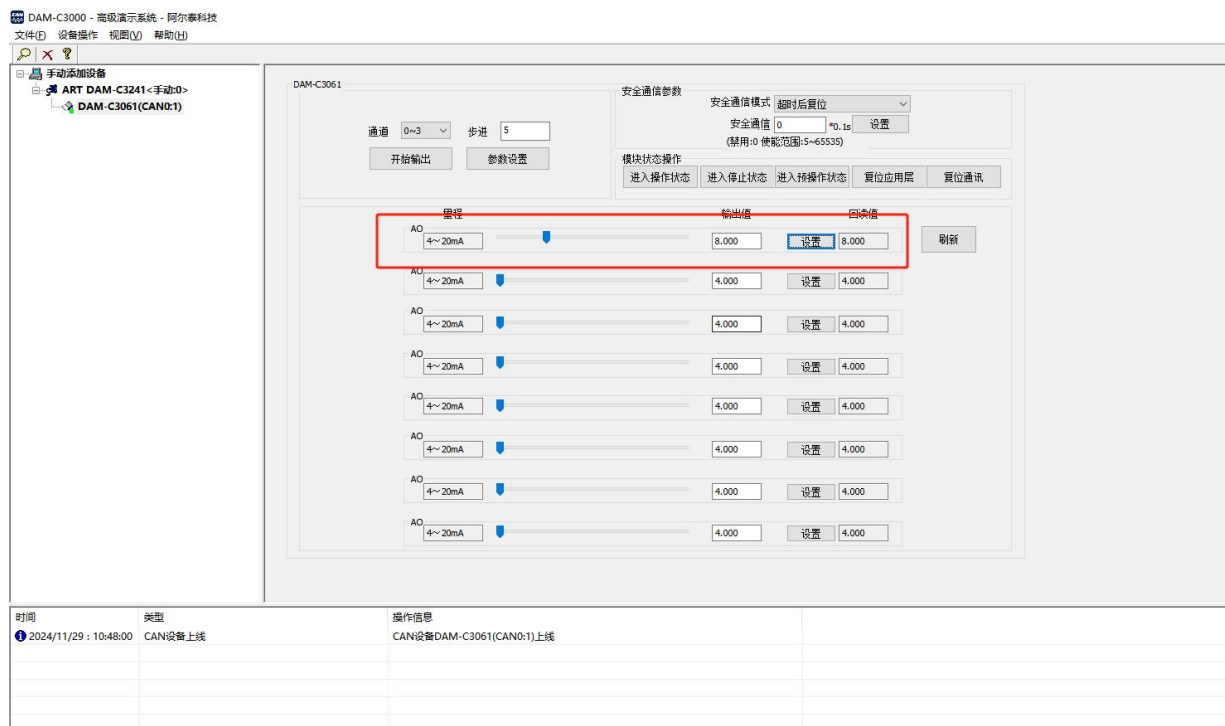 DAM-C3000 - 高级演示系统 - 阿尔泰科技
文件(F) 设备操作 视图(V) 帮助(H)
手动添加设备
ART DAM-C3241<手动:0>
DAM-C3061(CAN0:1)
DAM-C3061
通道 0~3 步进 5
开始输出 参数设置
安全通信参数
安全通信模式 超时后复位
安全通信 0 *0.1s 设置
(禁用:0 使能范围:5~65535)
模块状态操作
进入操作状态 进入停止状态 进入预操作状态 复位应用层 复位通讯
量程 输出值 回读值
AO
4～20mA 8.000 设置 8.000 刷新
AO
4～20mA 4.000 设置 4.000
AO
4～20mA 4.000 设置 4.000
AO
4～20mA 4.000 设置 4.000
AO
4～20mA 4.000 设置 4.000
AO
4～20mA 4.000 设置 4.000
AO
4～20mA 4.000 设置 4.000
AO
4～20mA 4.000 设置 4.000
时间 类型 操作信息
2024/11/29 : 10:48:00 CAN设备上线 CAN设备DAM-C3061(CAN0:1)上线